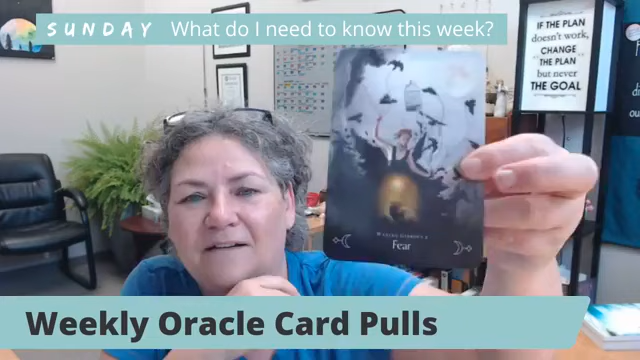 SUNDAY What do I need to know this week?
IF THE PLAN
doesn't work,
CHANGE
THE PLAN
but never
THE GOAL
Fear
Weekly Oracle Card Pulls